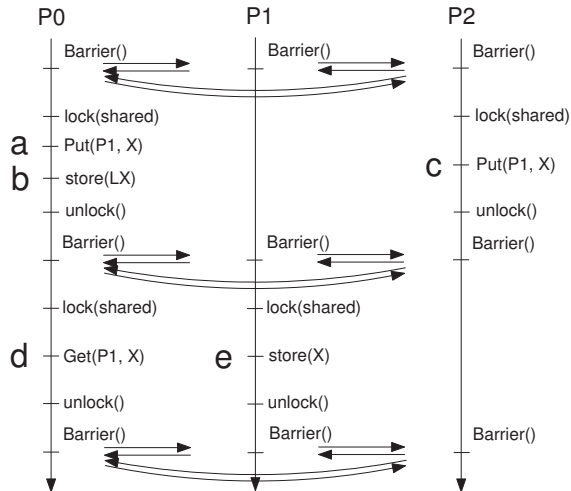 P0 P1 P2
Barrier() Barrier() Barrier()
lock(shared) lock(shared)
a Put(P1, X)
c Put(P1, X)
b store(LX)
unlock() unlock()
Barrier() Barrier() Barrier()
lock(shared) lock(shared)
d Get(P1, X) e store(X)
unlock() unlock()
Barrier() Barrier() Barrier()